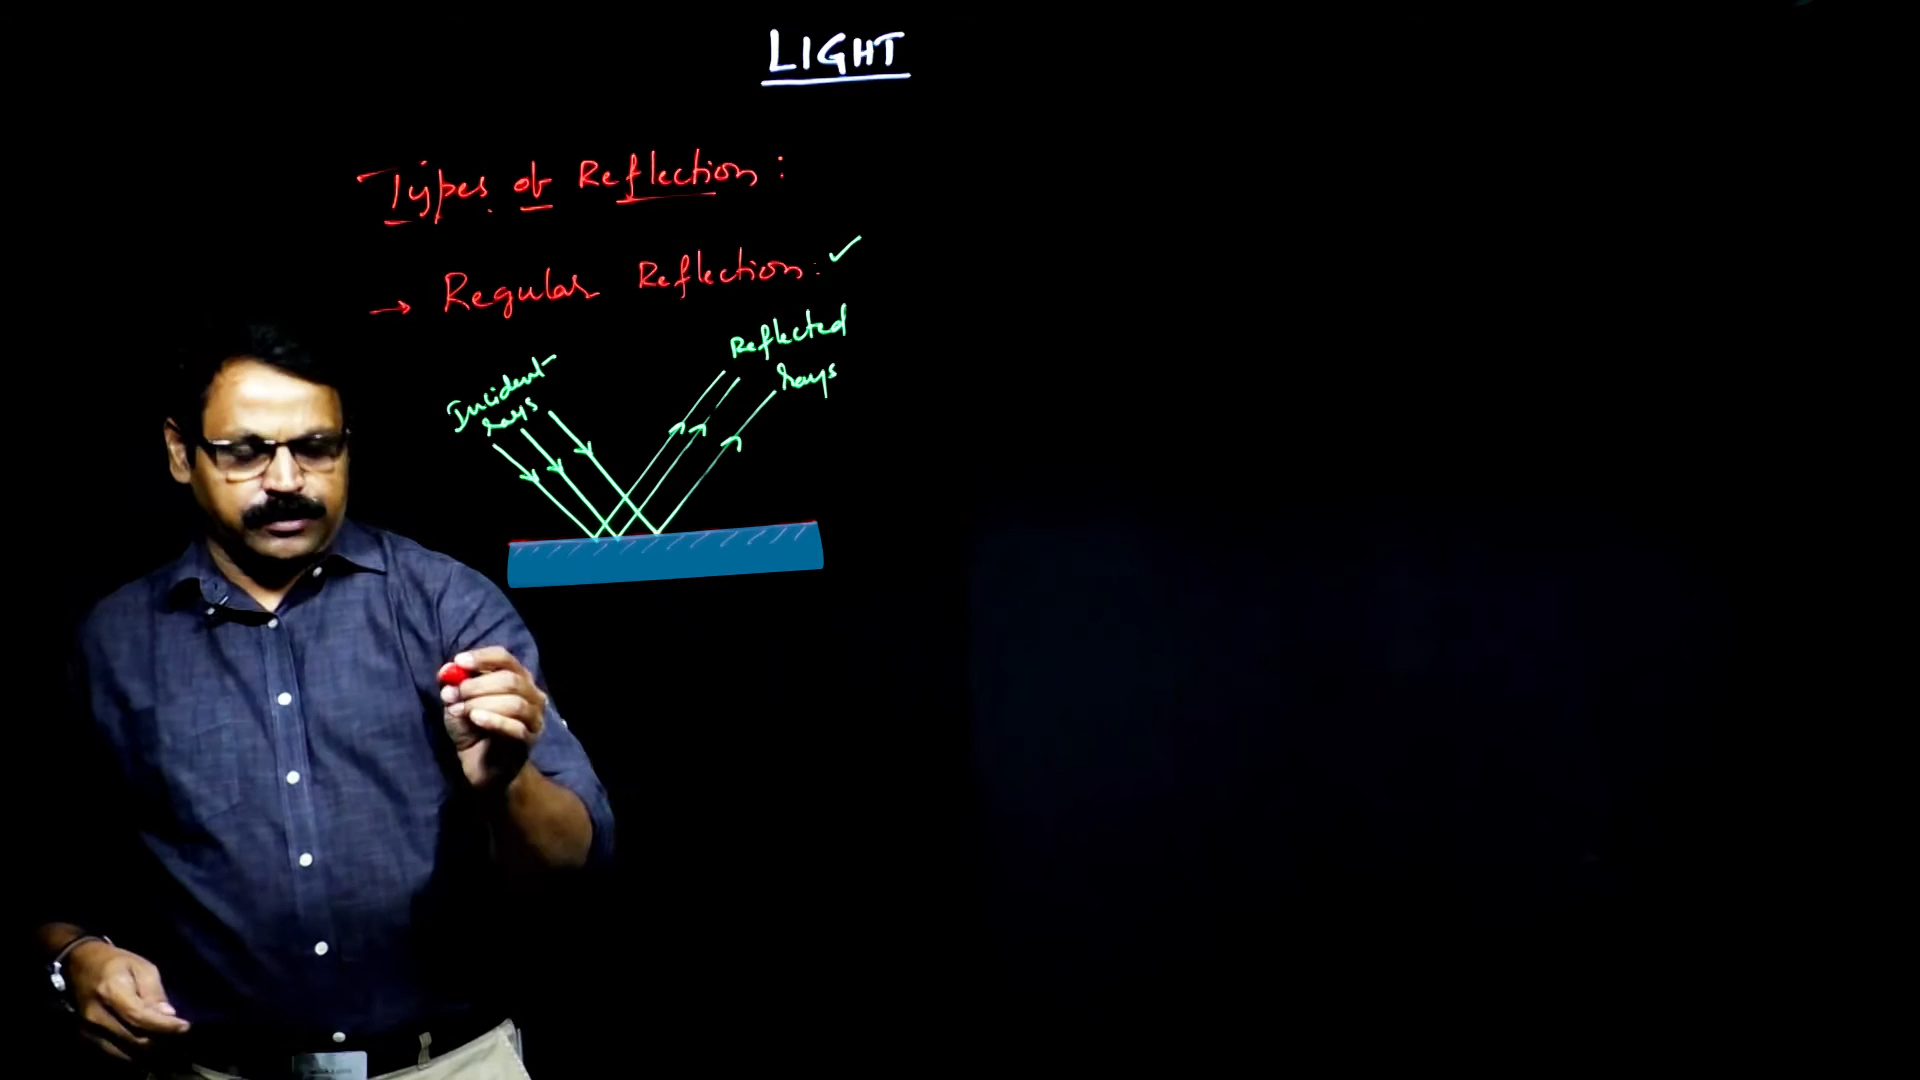 LIGHT
Types of Reflection:
→ Regular Reflection: ✓
Reflected
rays
Incident
rays